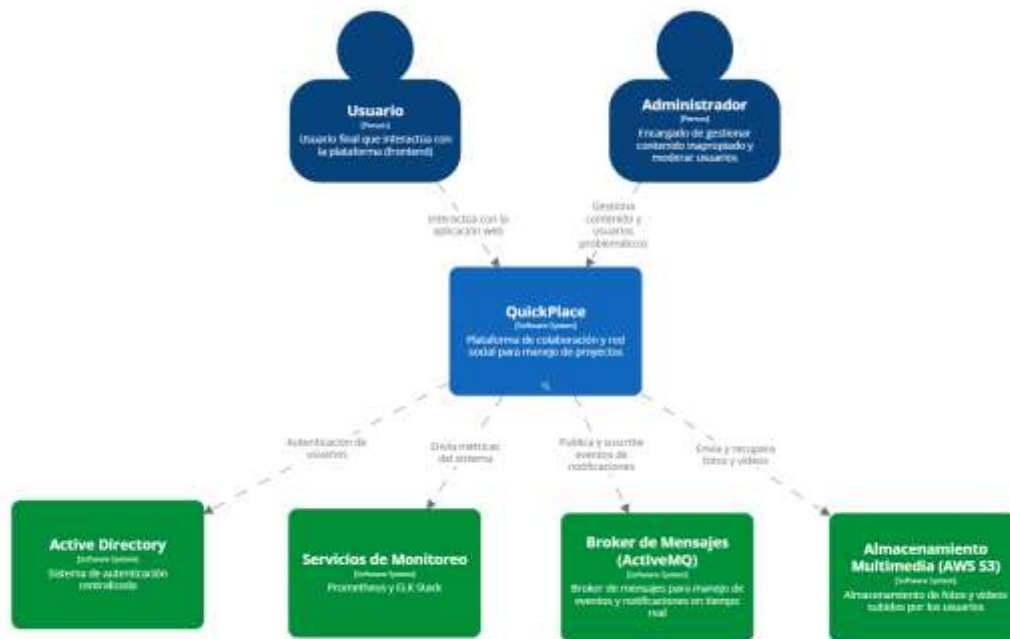 Usuario
[Person]
Usuario final que interactúa con
la plataforma (frontend)
Administrador
[Person]
Encargado de gestionar
contenido inapropiado y
moderar usuarios
Interactúa con la
aplicación web
Gestiona
contenido y
usuarios
problemáticos
QuickPlace
[Software System]
Plataforma de colaboración y red
social para manejo de proyectos
Autenticación de
usuarios
Envía métricas
del sistema
Publica y suscribe
eventos de
notificaciones
Envía y recupera
fotos y videos
Active Directory
[Software System]
Sistema de autenticación
centralizada
Servicios de Monitoreo
[Software System]
Prometheus y ELK Stack
Broker de Mensajes
(ActiveMQ)
[Software System]
Broker de mensajes para manejo de
eventos y notificaciones en tiempo
real
Almacenamiento
Multimedia (AWS S3)
[Software System]
Almacenamiento de fotos y videos
subidos por los usuarios